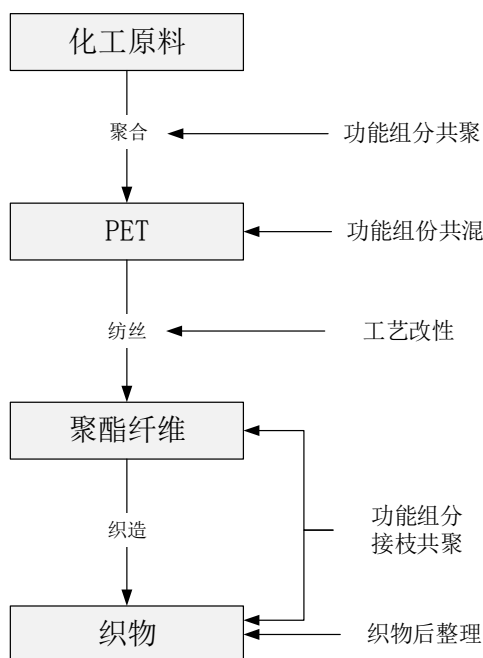 化工原料
聚合
功能组分共聚
PET
功能组份共混
纺丝
工艺改性
聚酯纤维
织造
功能组分
接枝共聚
织物
织物后整理